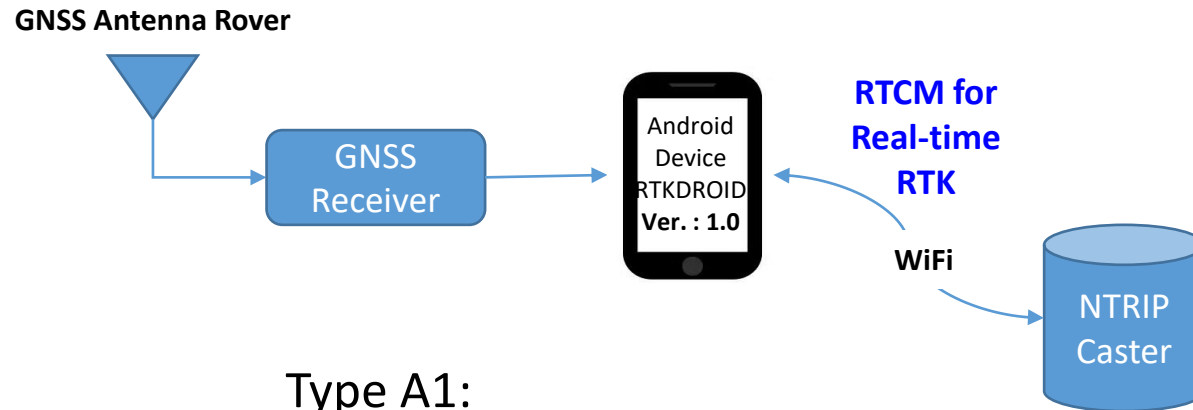 GNSS Antenna Rover
GNSS
Receiver
Android
Device
RTKDROID
Ver. : 1.0
RTCM for
Real-time
RTK
WiFi
NTRIP
Caster
Type A1: